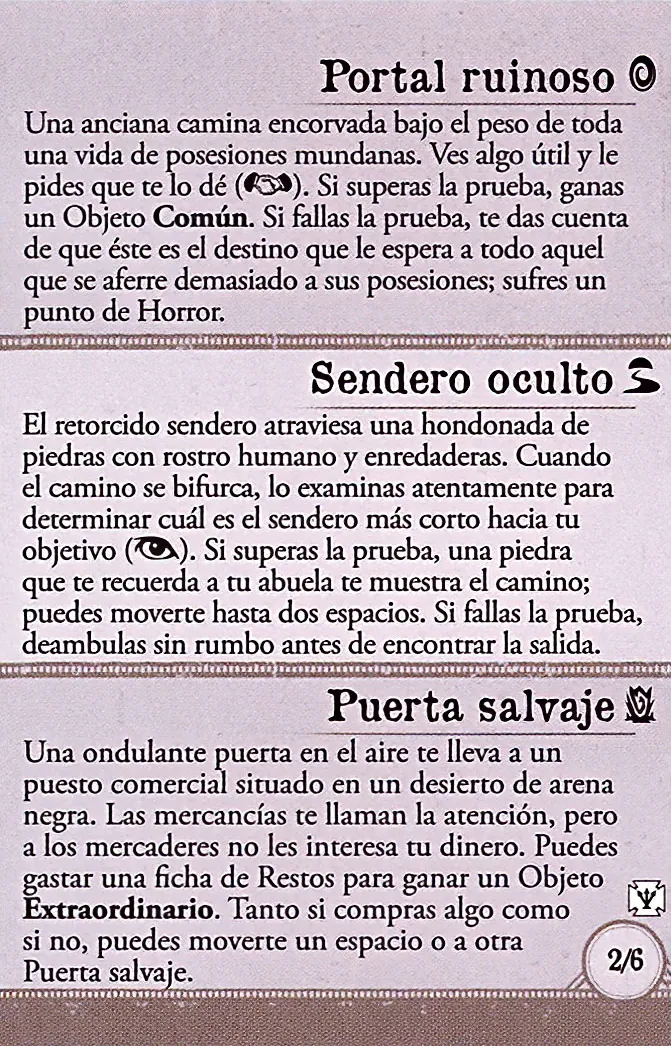 Portal ruinoso
Una anciana camina encorvada bajo el peso de toda
una vida de posesiones mundanas. Ves algo útil y le
pides que te lo dé (). Si superas la prueba, ganas
un Objeto Común. Si fallas la prueba, te das cuenta
de que éste es el destino que le espera a todo aquel
que se aferre demasiado a sus posesiones; sufres un
punto de Horror.
Sendero oculto
El retorcido sendero atraviesa una hondonada de
piedras con rostro humano y enredaderas. Cuando
el camino se bifurca, lo examinas atentamente para
determinar cuál es el sendero más corto hacia tu
objetivo (). Si superas la prueba, una piedra
que te recuerda a tu abuela te muestra el camino;
puedes moverte hasta dos espacios. Si fallas la prueba,
deambulas sin rumbo antes de encontrar la salida.
Puerta salvaje
Una ondulante puerta en el aire te lleva a un
puesto comercial situado en un desierto de arena
negra. Las mercancías te llaman la atención, pero
a los mercaderes no les interesa tu dinero. Puedes
gastar una ficha de Restos para ganar un Objeto
Extraordinario. Tanto si compras algo como
si no, puedes moverte un espacio o a otra
Puerta salvaje.
2/6